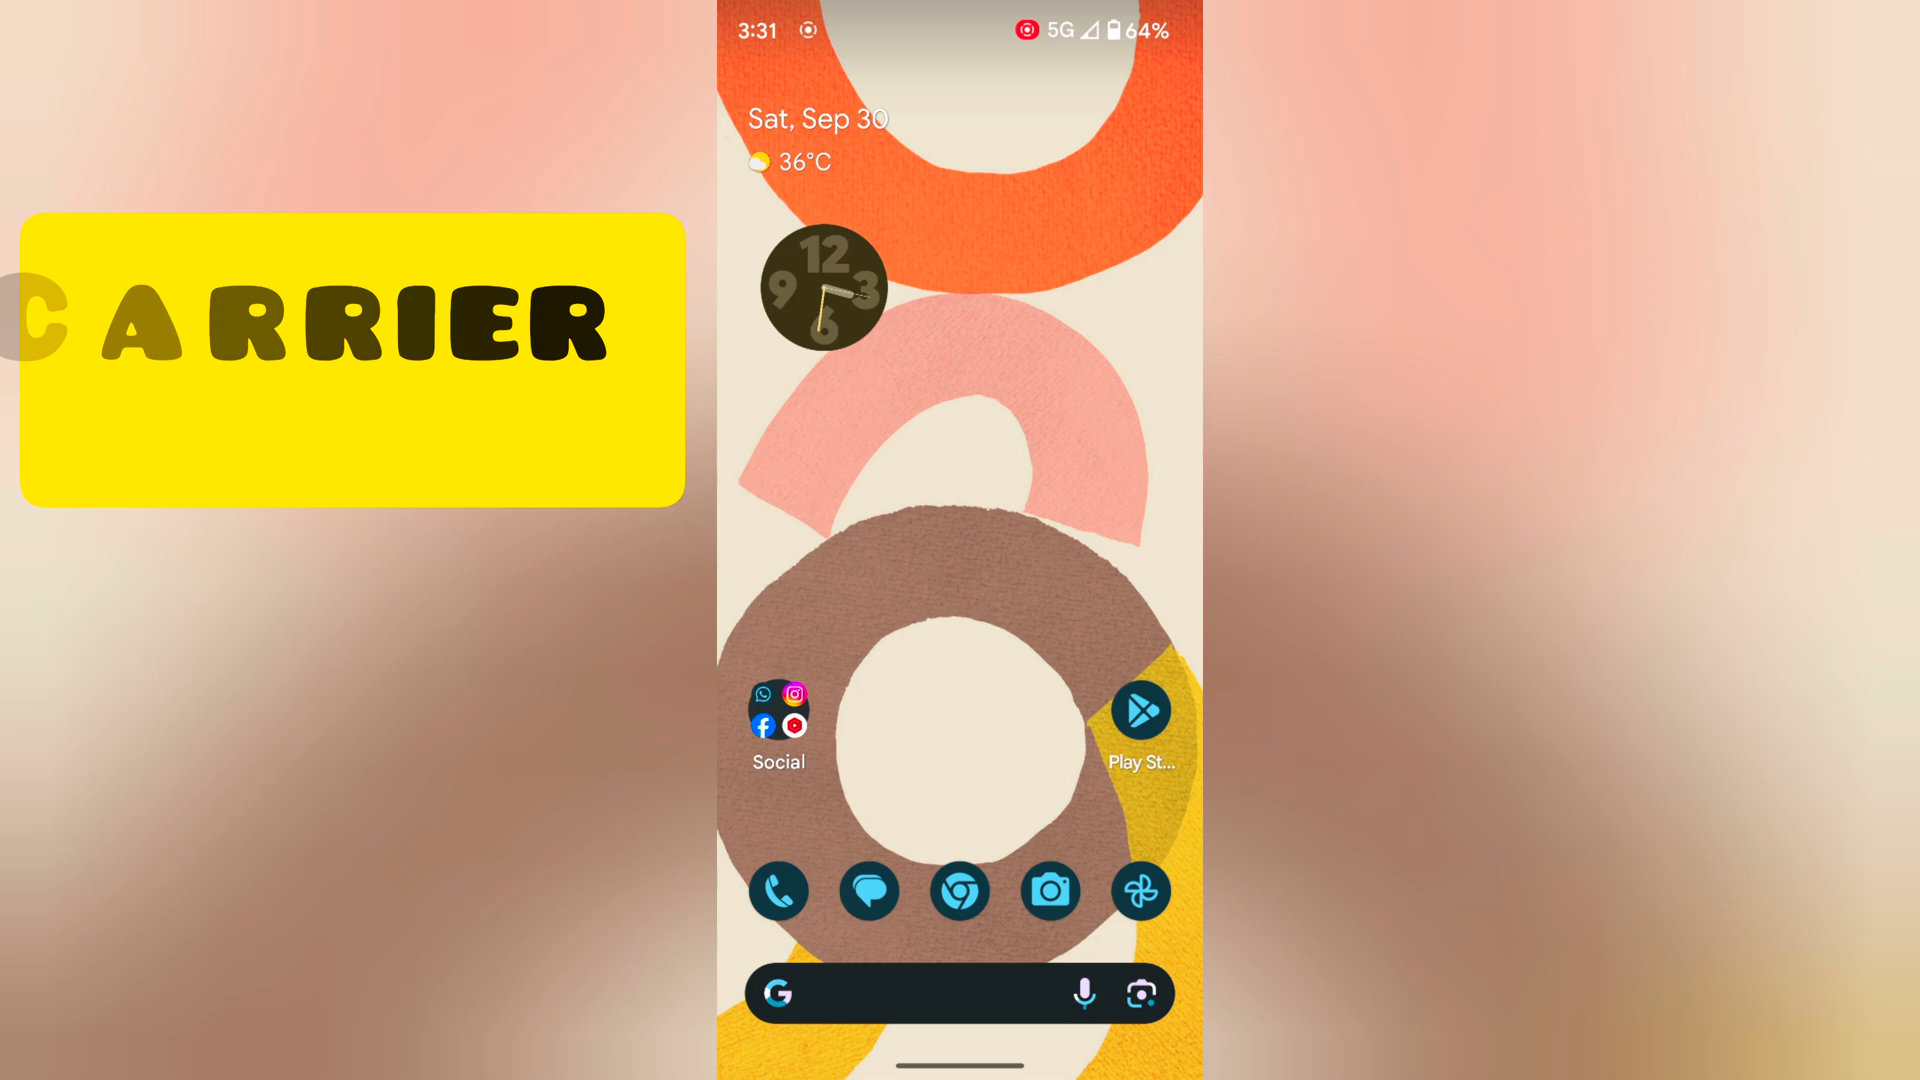 CARRIER
3:31 5G 64%
Sat, Sep 30
36°C
12
9 3
6
Social
Play St...